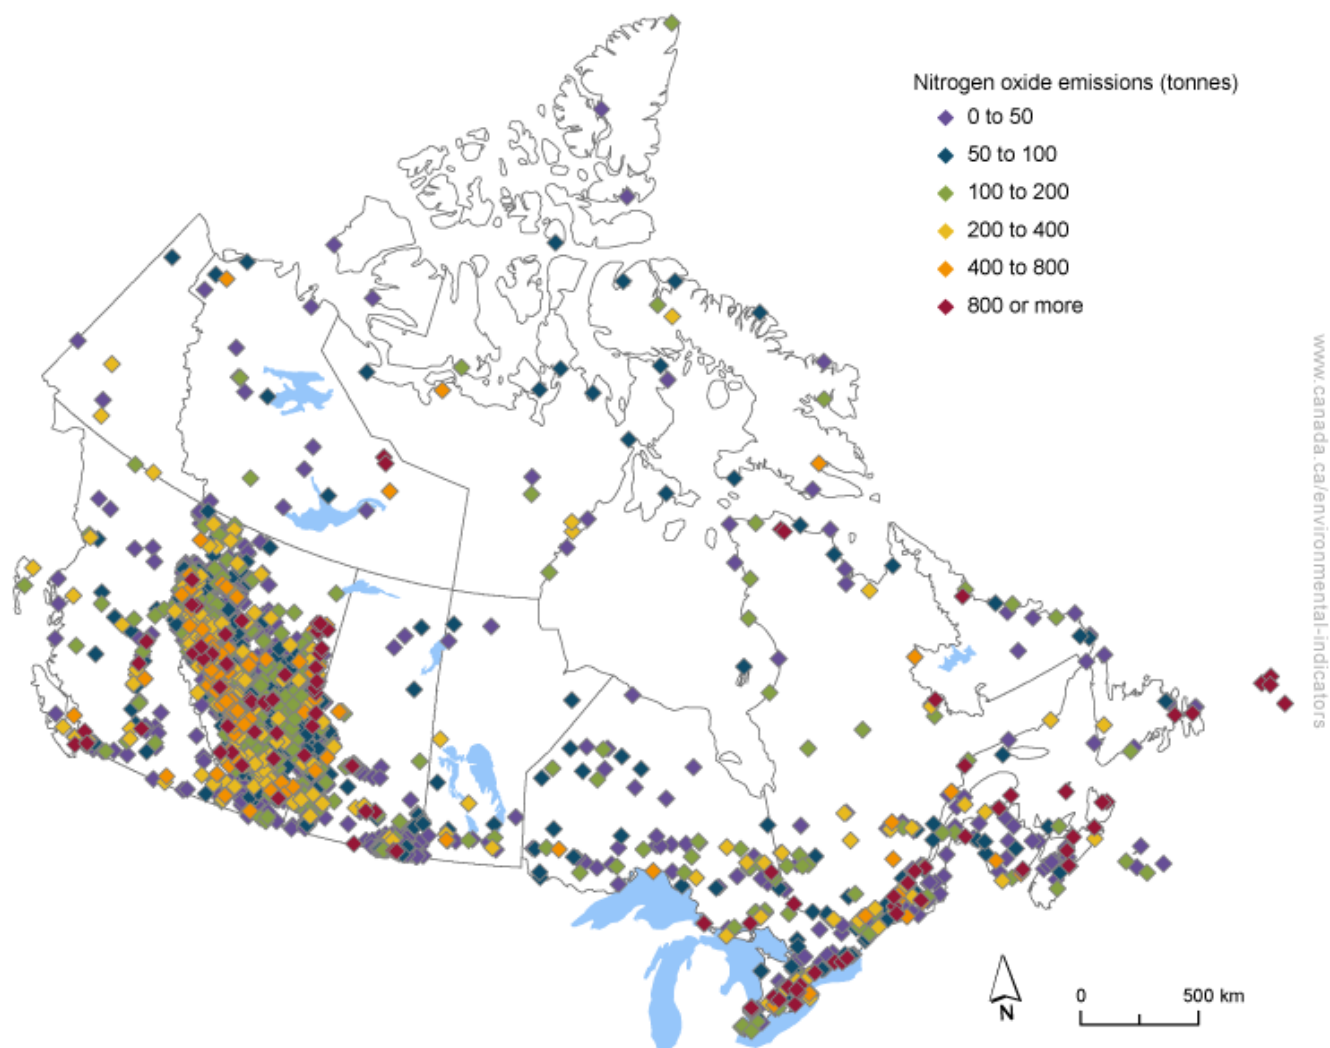 Nitrogen oxide emissions (tonnes)
0 to 50
50 to 100
100 to 200
200 to 400
400 to 800
800 or more
www.canada.ca/environmental-indicators
N
0 500 km